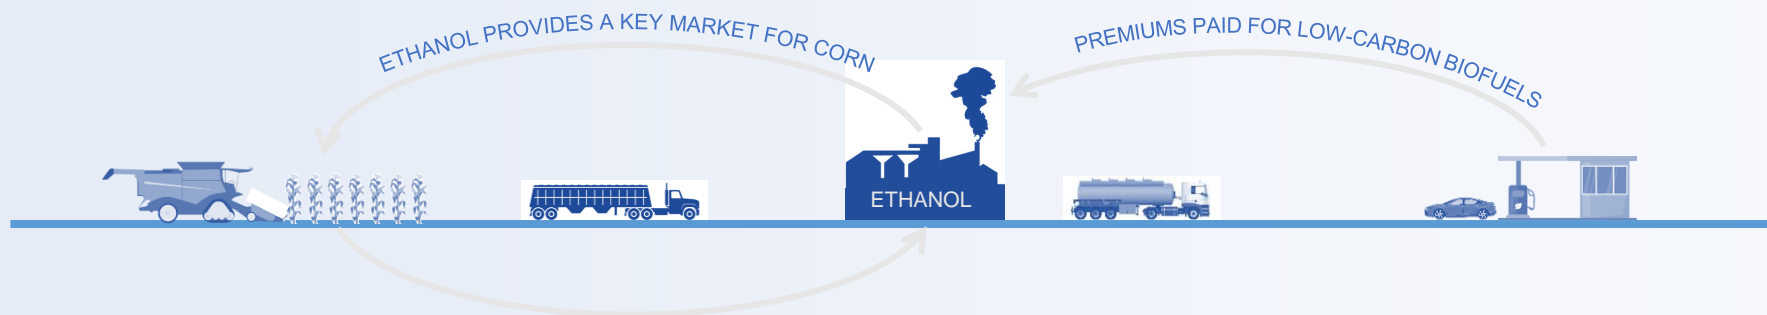 ETHANOL PROVIDES A KEY MARKET FOR CORN
PREMIUMS PAID FOR LOW-CARBON BIOFUELS
ETHANOL